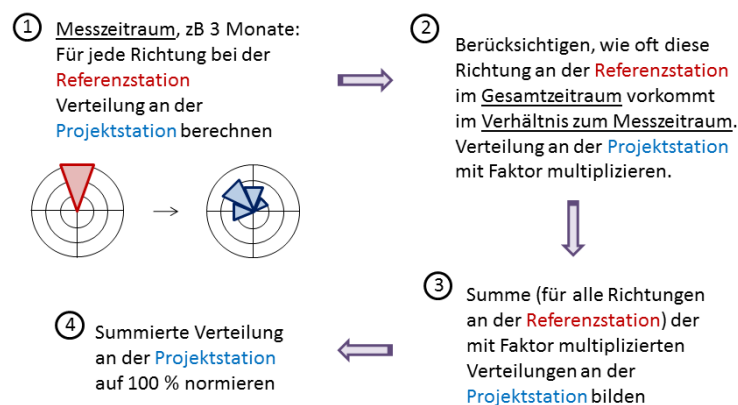 1 Messzeitraum, zB 3 Monate:
Für jede Richtung bei der
Referenzstation
Verteilung an der
Projektstation berechnen
2
Berücksichtigen, wie oft diese
Richtung an der Referenzstation
im Gesamtzeitraum vorkommt
im Verhältnis zum Messzeitraum.
Verteilung an der Projektstation
mit Faktor multiplizieren.
3 Summe (für alle Richtungen
an der Referenzstation) der
mit Faktor multiplizierten
Verteilungen an der
Projektstation bilden
4 Summierte Verteilung
an der Projektstation
auf 100 % normieren